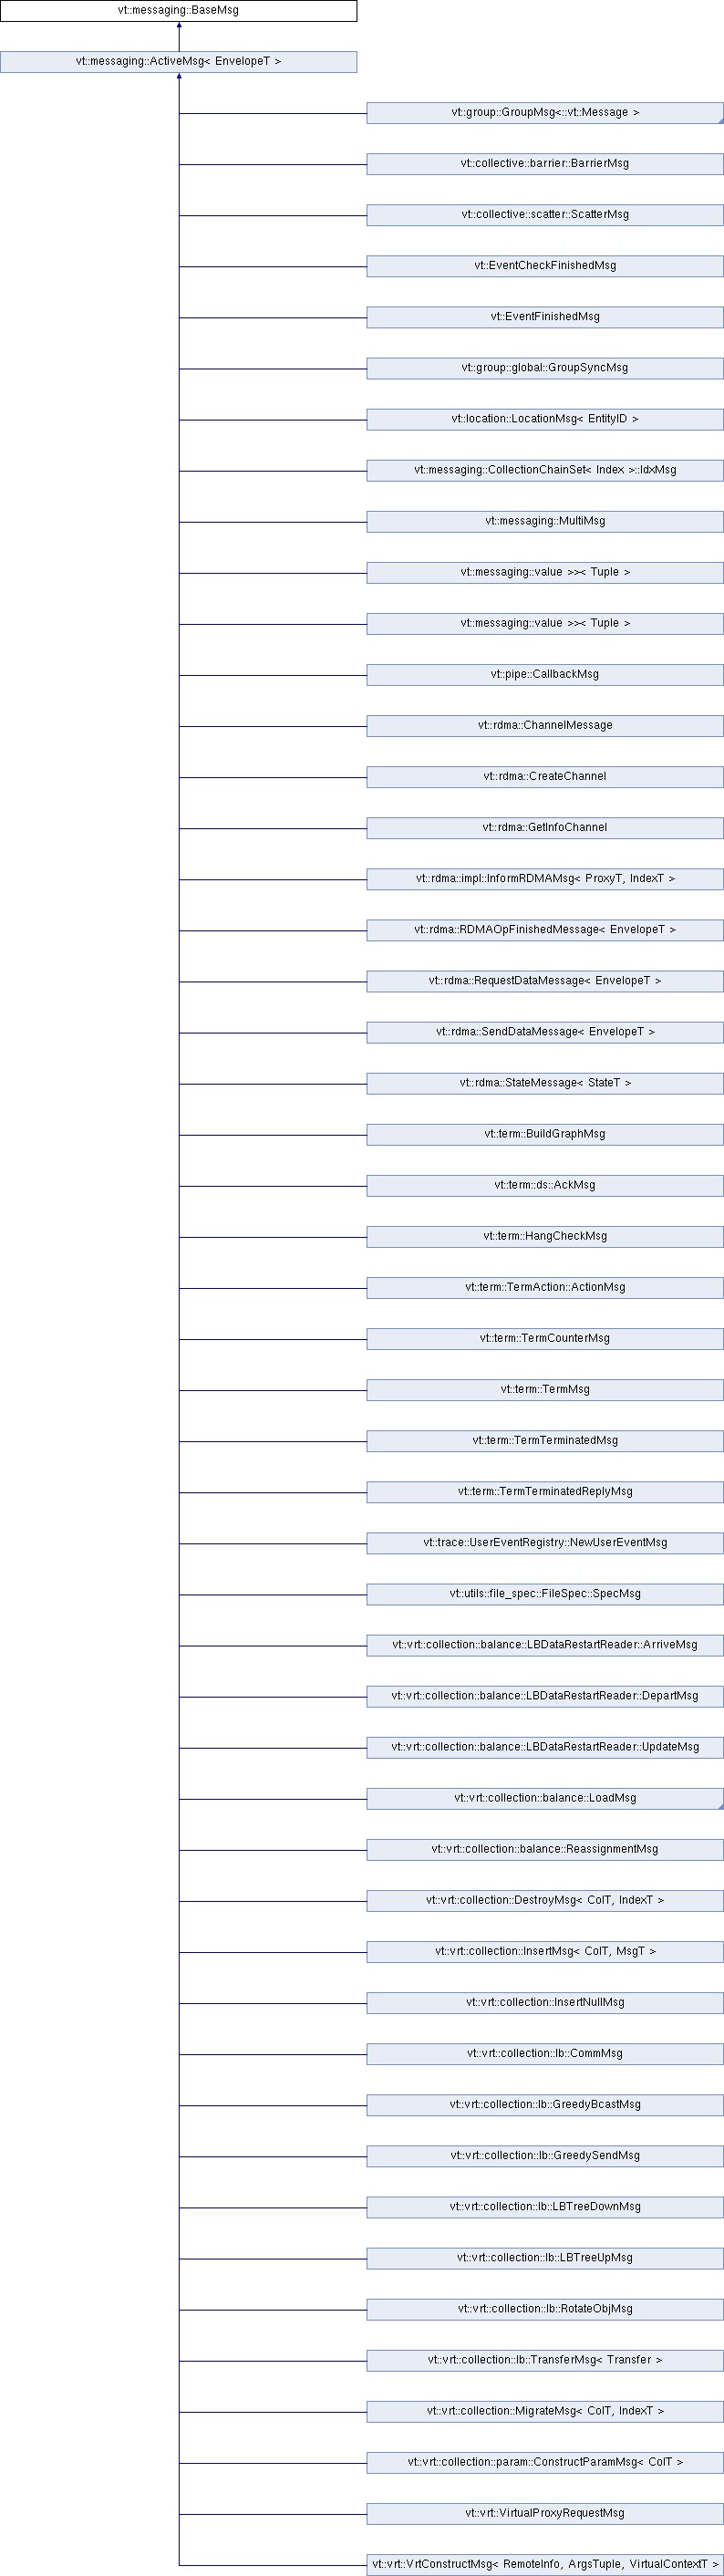 vt::messaging::BaseMsg
vt::messaging::ActiveMsg< EnvelopeT >
vt::group::GroupMsg<::vt::Message >
vt::collective::barrier::BarrierMsg
vt::collective::scatter::ScatterMsg
vt::EventCheckFinishedMsg
vt::EventFinishedMsg
vt::group::global::GroupSyncMsg
vt::location::LocationMsg< EntityID >
vt::messaging::CollectionChainSet< Index >::IdxMsg
vt::messaging::MultiMsg
vt::messaging::value >>< Tuple >
vt::messaging::value >>< Tuple >
vt::pipe::CallbackMsg
vt::rdma::ChannelMessage
vt::rdma::CreateChannel
vt::rdma::GetInfoChannel
vt::rdma::impl::InformRDMAMsg< ProxyT, IndexT >
vt::rdma::RDMAOpFinishedMessage< EnvelopeT >
vt::rdma::RequestDataMessage< EnvelopeT >
vt::rdma::SendDataMessage< EnvelopeT >
vt::rdma::StateMessage< StateT >
vt::term::BuildGraphMsg
vt::term::ds::AckMsg
vt::term::HangCheckMsg
vt::term::TermAction::ActionMsg
vt::term::TermCounterMsg
vt::term::TermMsg
vt::term::TermTerminatedMsg
vt::term::TermTerminatedReplyMsg
vt::trace::UserEventRegistry::NewUserEventMsg
vt::utils::file_spec::FileSpec::SpecMsg
vt::vrt::collection::balance::LBDataRestartReader::ArriveMsg
vt::vrt::collection::balance::LBDataRestartReader::DepartMsg
vt::vrt::collection::balance::LBDataRestartReader::UpdateMsg
vt::vrt::collection::balance::LoadMsg
vt::vrt::collection::balance::ReassignmentMsg
vt::vrt::collection::DestroyMsg< ColT, IndexT >
vt::vrt::collection::InsertMsg< ColT, MsgT >
vt::vrt::collection::InsertNullMsg
vt::vrt::collection::lb::CommMsg
vt::vrt::collection::lb::GreedyBcastMsg
vt::vrt::collection::lb::GreedySendMsg
vt::vrt::collection::lb::LBTreeDownMsg
vt::vrt::collection::lb::LBTreeUpMsg
vt::vrt::collection::lb::RotateObjMsg
vt::vrt::collection::lb::TransferMsg< Transfer >
vt::vrt::collection::MigrateMsg< ColT, IndexT >
vt::vrt::collection::param::ConstructParamMsg< ColT >
vt::vrt::VirtualProxyRequestMsg
vt::vrt::VrtConstructMsg< RemoteInfo, ArgsTuple, VirtualContextT >